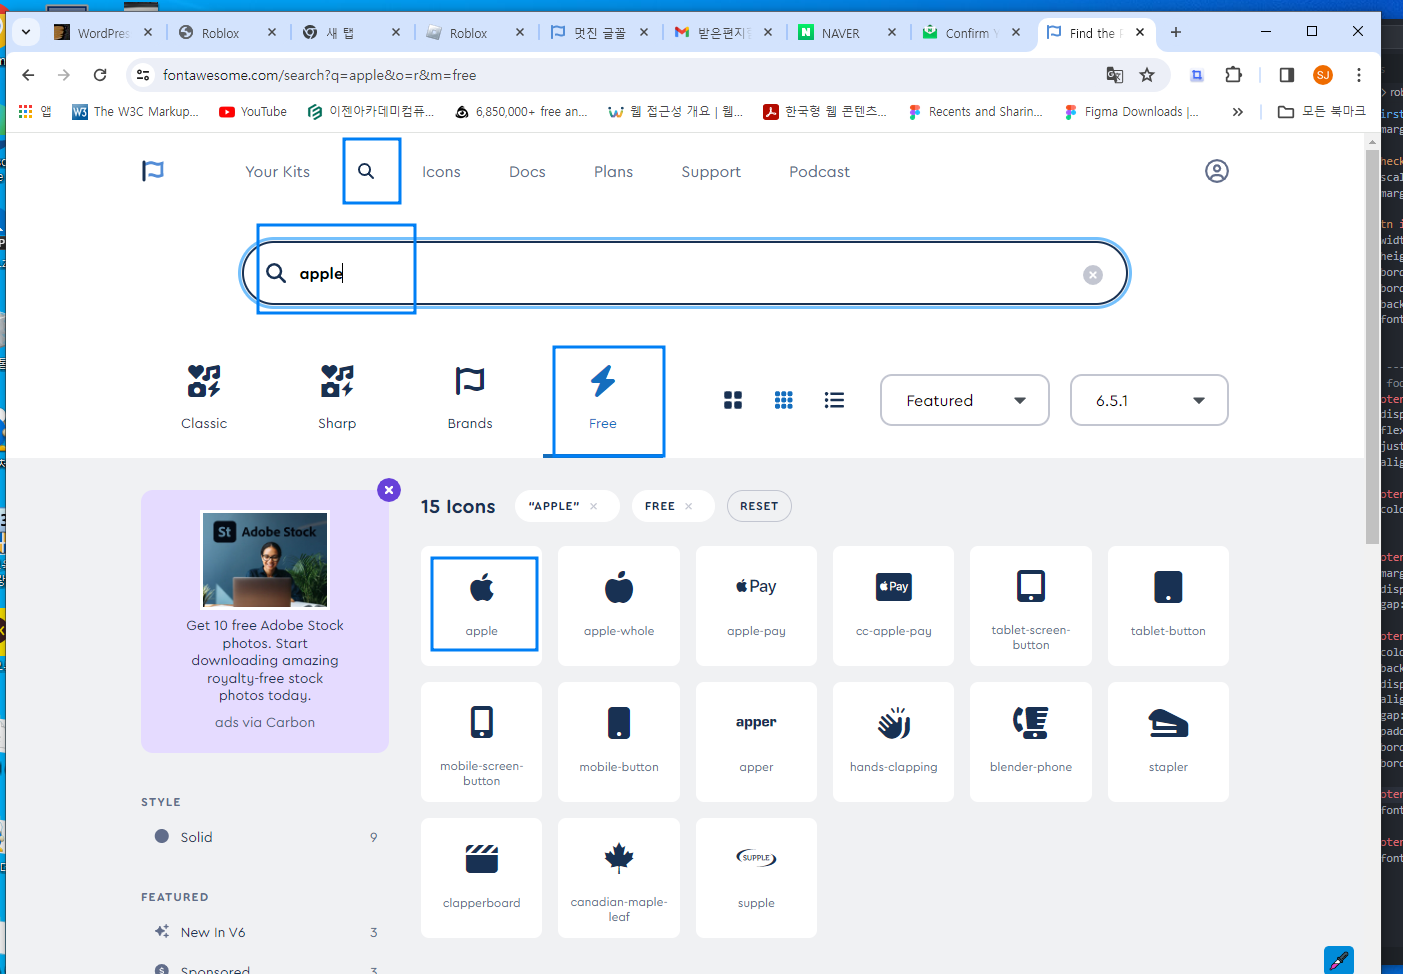 WordPres
Roblox
새 탭
Roblox
멋진 글꼴
받은편지
NAVER
Confirm
Find the
fontawesome.com/search?q=apple&o=r&m=free
SJ
앱
The W3C Markup...
YouTube
이젠아카데미컴퓨...
6,850,000+ free an...
웹 접근성 개요 | 웹...
한국형 웹 콘텐츠...
Recents and Sharin...
Figma Downloads |...
모든 북마크
Your Kits
Icons
Docs
Plans
Support
Podcast
apple
Classic
Sharp
Brands
Free
Featured
6.5.1
St Adobe Stock
Get 10 free Adobe Stock
photos. Start
downloading amazing
royalty-free stock
photos today.
ads via Carbon
15 Icons
"APPLE"
FREE
RESET
apple
apple-whole
Pay
apple-pay
Pay
cc-apple-pay
tablet-screen-
button
tablet-button
mobile-screen-
button
mobile-button
apper
apper
hands-clapping
blender-phone
stapler
clapperboard
canadian-maple-
leaf
SUPPLE
supple
STYLE
Solid 9
FEATURED
New In V6 3
Sponsored 3